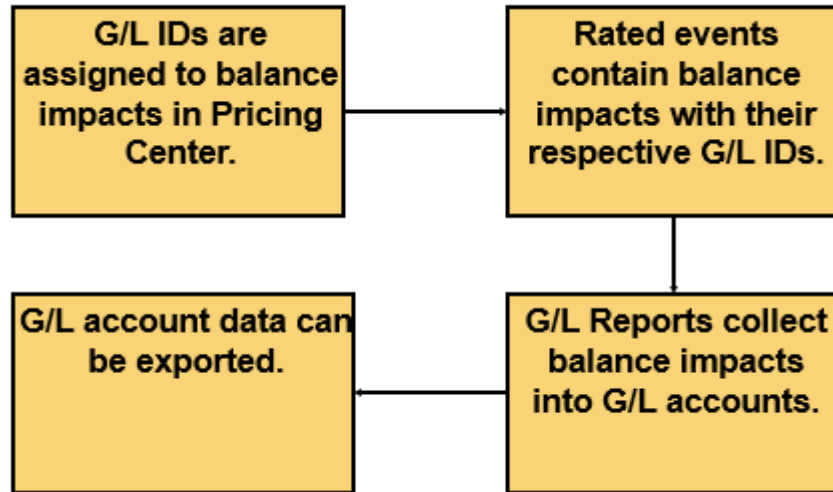 G/L IDs are
assigned to balance
impacts in Pricing
Center.
Rated events
contain balance
impacts with their
respective G/L IDs.
G/L Reports collect
balance impacts
into G/L accounts.
G/L account data can
be exported.